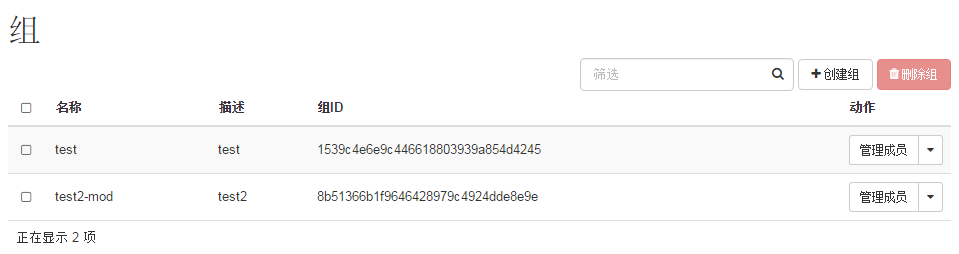 组
筛选 创建组 删除组
名称 描述 组ID 动作
test test 1539c4e6e9c446618803939a854d4245 管理成员
test2-mod test2 8b51366b1f9646428979c4924dde8e9e 管理成员
正在显示 2 项